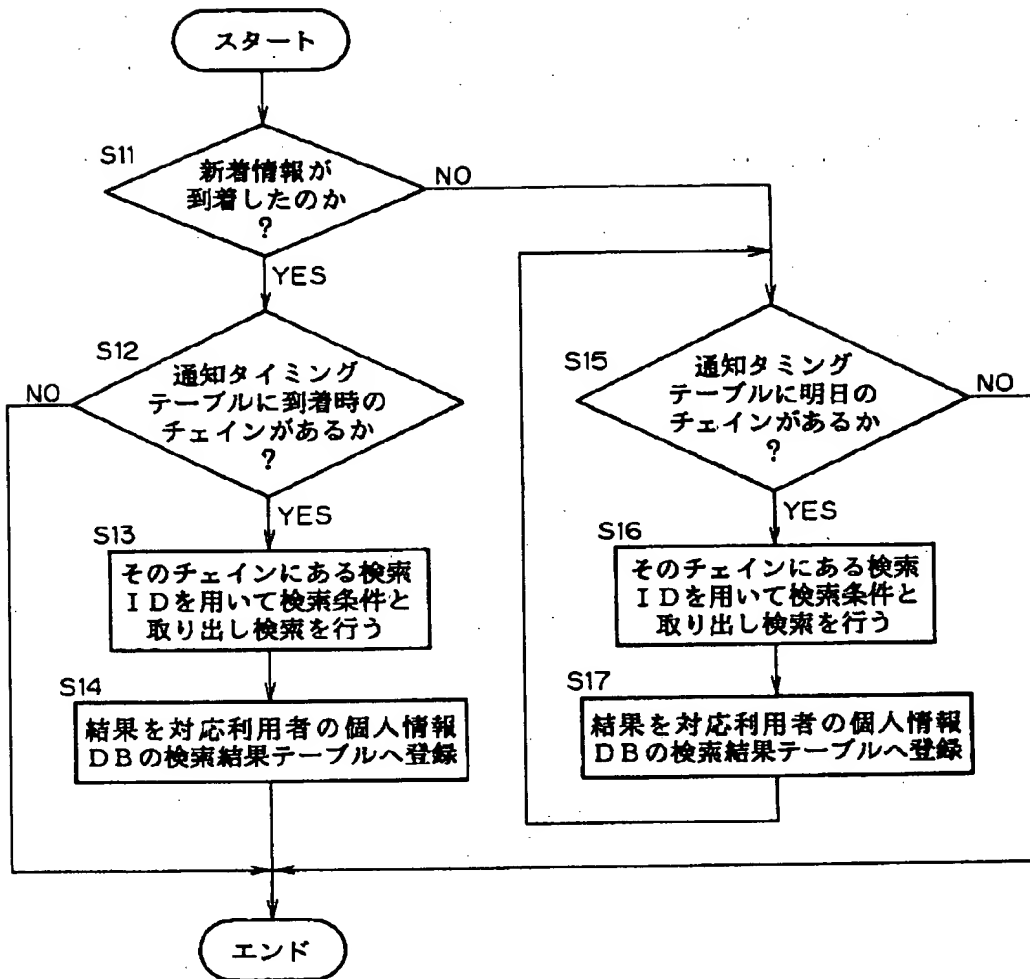 スタート
S11
新着情報が
到着したのか
?
NO
YES
S12
通知タイミング
テーブルに到着時の
チェインがあるか
?
NO
YES
S13
そのチェインにある検索
IDを用いて検索条件と
取り出し検索を行う
S14
結果を対応利用者の個人情報
DBの検索結果テーブルへ登録
S15
通知タミング
テーブルに明日の
チェインがあるか
?
NO
YES
S16
そのチェインにある検索
IDを用いて検索条件と
取り出し検索を行う
S17
結果を対応利用者の個人情報
DBの検索結果テーブルへ登録
エンド